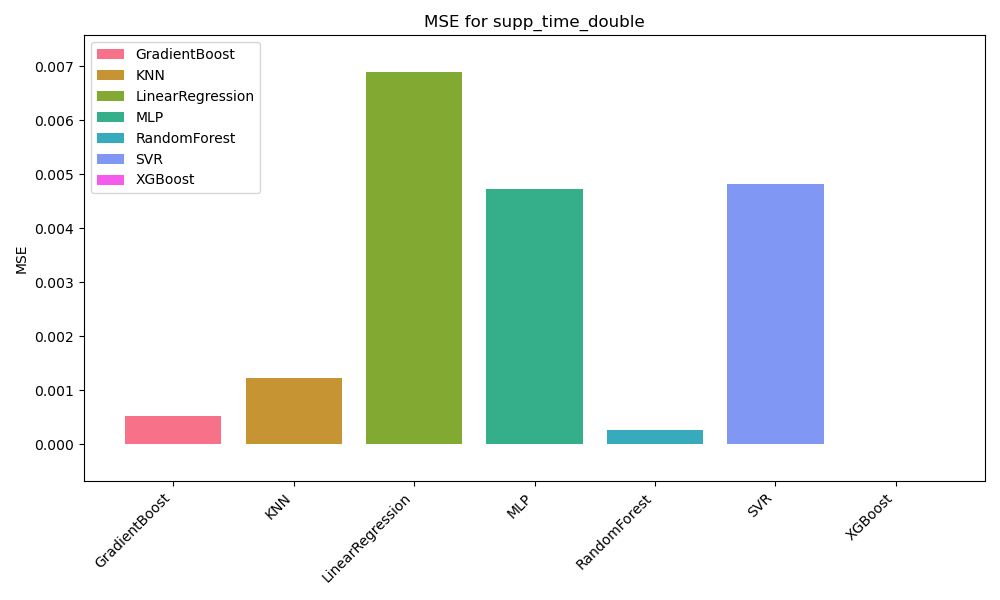 MSE for supp_time_double
GradientBoost
KNN
LinearRegression
MLP
RandomForest
SVR
XGBoost
MSE
0.007
0.006
0.005
0.004
0.003
0.002
0.001
0.000
GradientBoost
KNN
LinearRegression
MLP
RandomForest
SVR
XGBoost